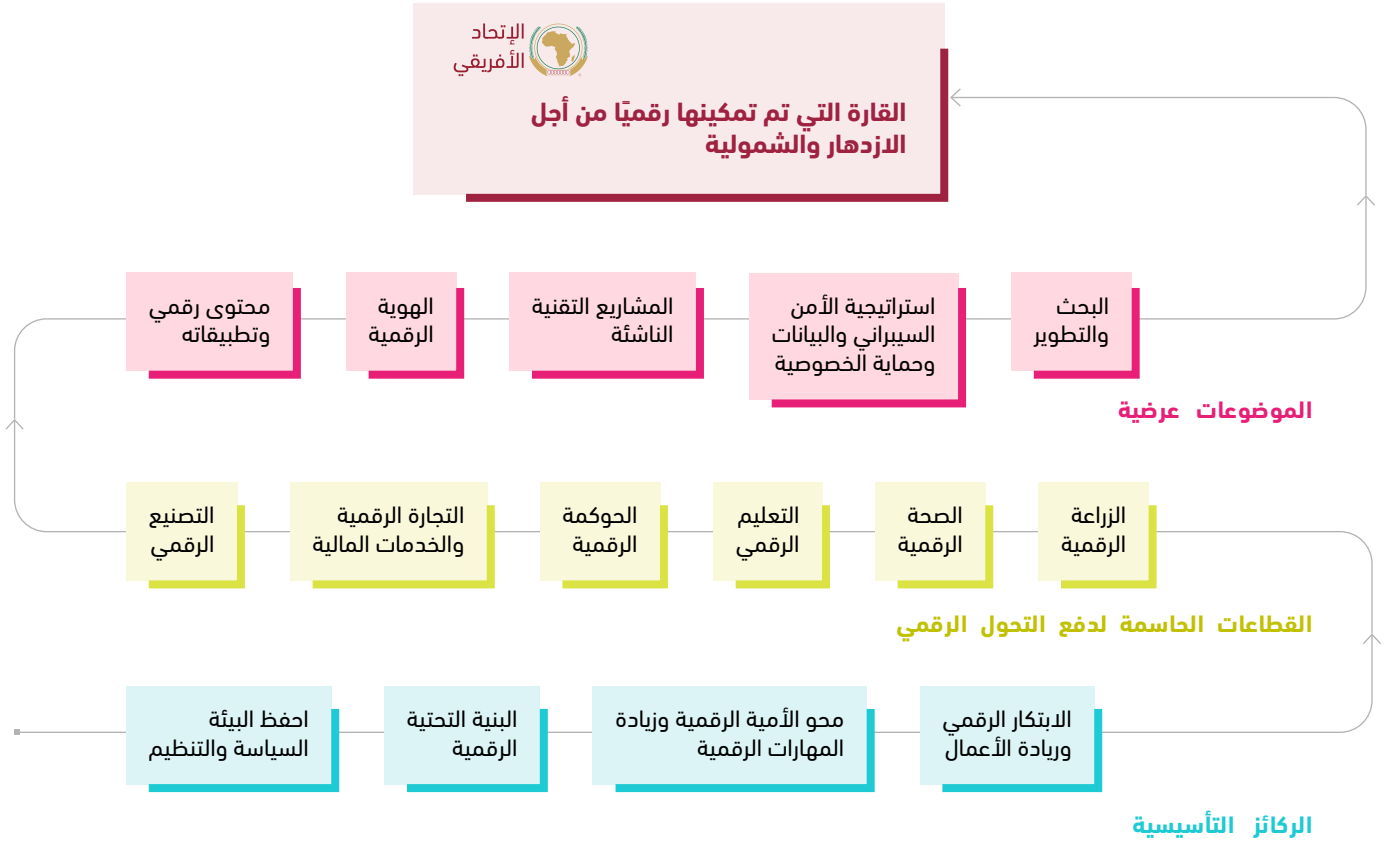 الإتحاد
الأفريقي
القارة التي تم تمكينها رقميًا من أجل
الازدهار والشمولية
البحث
والتطوير
استراتيجية الأمن
السيبراني والبيانات
وحماية الخصوصية
المشاريع التقنية
الناشئة
الهوية
الرقمية
محتوى رقمي
وتطبيقاته
الموضوعات عرضية
الزراعة
الرقمية
الصحة
الرقمية
التعليم
الرقمي
الحوكمة
الرقمية
التجارة الرقمية
والخدمات المالية
التصنيع
الرقمي
القطاعات الحاسمة لدفع التحول الرقمي
الابتكار الرقمي
وريادة الأعمال
محو الأمية الرقمية وزيادة
المهارات الرقمية
البنية التحتية
الرقمية
احفظ البيئة
السياسة والتنظيم
الركائز التأسيسية